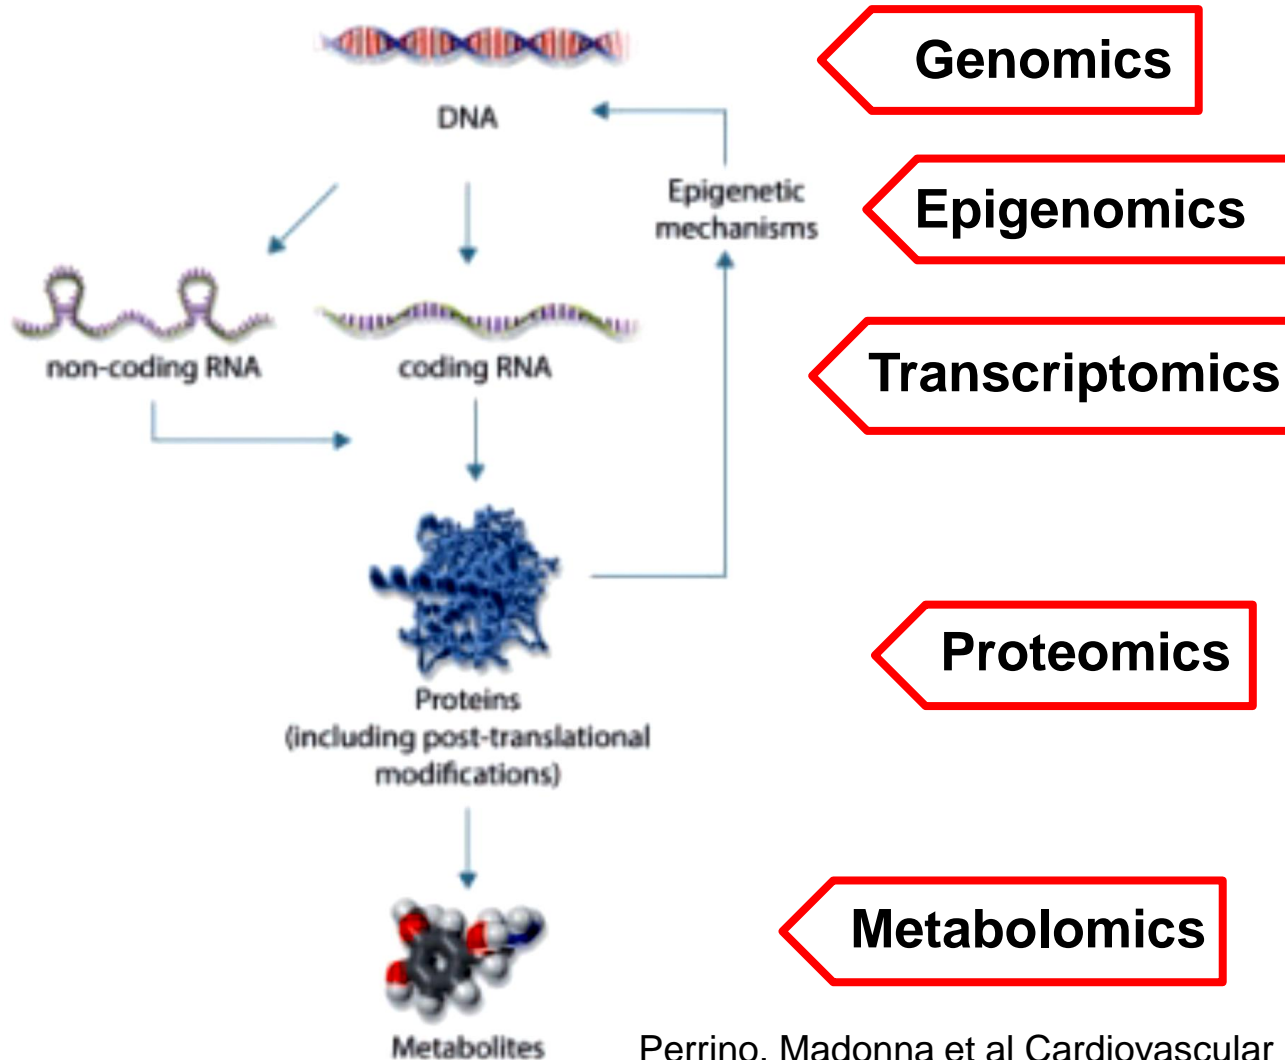 Genomics
DNA
Epigenetic
mechanisms
Epigenomics
non-coding RNA
coding RNA
Transcriptomics
Proteins
(including post-translational
modifications)
Proteomics
Metabolomics
Metabolites
Perrino, Madonna et al Cardiovascular